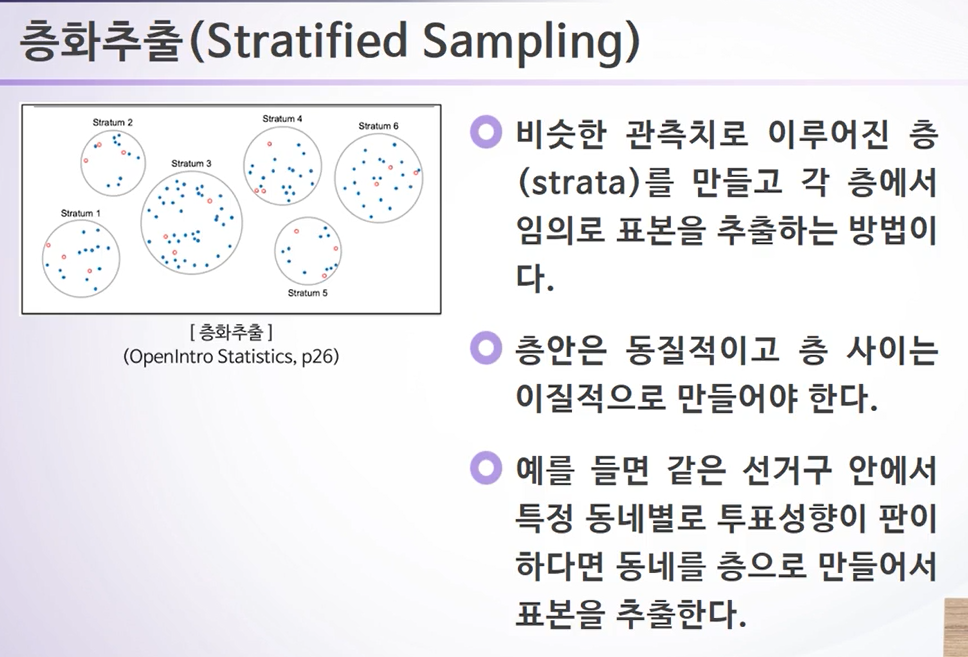 층화추출(Stratified Sampling)
Stratum 2
Stratum 4
Stratum 6
Stratum 3
Stratum 1
Stratum 5
[ 층화추출 ]
(OpenIntro Statistics, p26)
비슷한 관측치로 이루어진 층
(strata)를 만들고 각 층에서
임의로 표본을 추출하는 방법이
다.
층안은 동질적이고 층 사이는
이질적으로 만들어야 한다.
예를 들면 같은 선거구 안에서
특정 동네별로 투표성향이 판이
하다면 동네를 층으로 만들어서
표본을 추출한다.